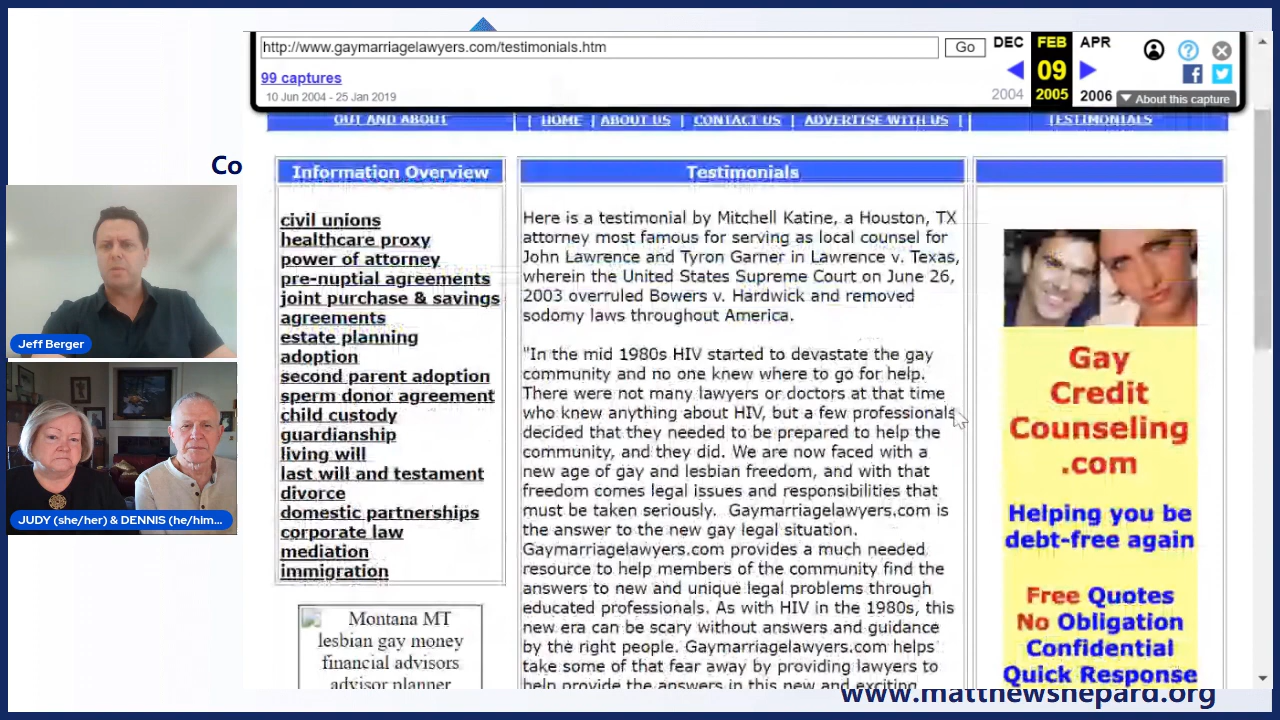 http://www.gaymarriagelawyers.com/testimonials.htm
Go
DEC
FEB
APR
99 captures
09
10 Jun 2004 - 25 Jan 2019
2004
2005
2006
About this capture
OUT AND ABOUT
| HOME | ABOUT US | CONTACT US | ADVERTISE WITH US |
TESTIMONIALS
Co
Information Overview
civil unions
healthcare proxy
power of attorney
pre-nuptial agreements
joint purchase & savings
agreements
estate planning
adoption
second parent adoption
sperm donor agreement
child custody
guardianship
living will
last will and testament
divorce
domestic partnerships
corporate law
mediation
immigration
Montana MT
lesbian gay money
financial advisors
advisor planner
Testimonials
Here is a testimonial by Mitchell Katine, a Houston, TX
attorney most famous for serving as local counsel for
John Lawrence and Tyron Garner in Lawrence v. Texas,
wherein the United States Supreme Court on June 26,
2003 overruled Bowers v. Hardwick and removed
sodomy laws throughout America.
"In the mid 1980s HIV started to devastate the gay
community and no one knew where to go for help.
There were not many lawyers or doctors at that time
who knew anything about HIV, but a few professionals
decided that they needed to be prepared to help the
community, and they did. We are now faced with a
new age of gay and lesbian freedom, and with that
freedom comes legal issues and responsibilities that
must be taken seriously. Gaymarriagelawyers.com is
the answer to the new gay legal situation.
Gaymarriagelawyers.com provides a much needed
resource to help members of the community find the
answers to new and unique legal problems through
educated professionals. As with HIV in the 1980s, this
new era can be scary without answers and guidance
by the right people. Gaymarriagelawyers.com helps
take some of that fear away by providing lawyers to
help provide the answers in this new and exciting
Gay
Credit
Counseling
.com
Helping you be
debt-free again
Free Quotes
No Obligation
Confidential
Quick Response
Jeff Berger
JUDY (she/her) & DENNIS (he/him...
www.matthewshepard.org